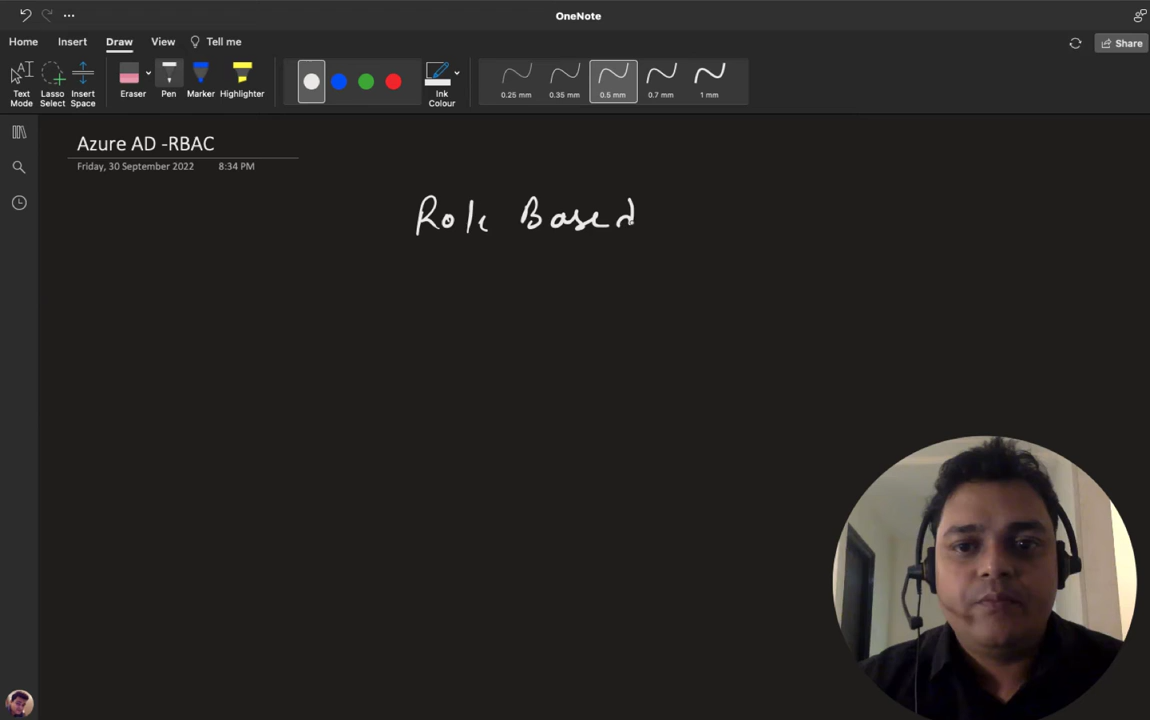 OneNote
Home Insert Draw View Tell me
Share
Text Mode
Lasso Select
Insert Space
Eraser
Pen
Marker
Highlighter
Ink Colour
0.25 mm
0.35 mm
0.5 mm
0.7 mm
1 mm
Azure AD -RBAC
Friday, 30 September 2022 8:34 PM
Role Based